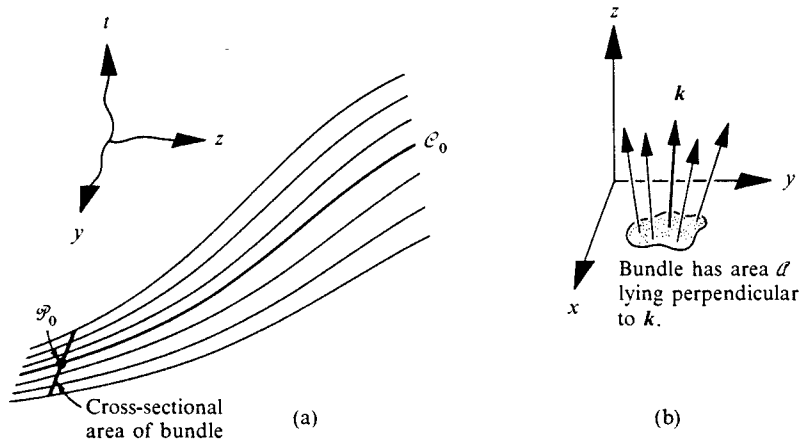 t
z
y
𝒞₀
𝒫₀
Cross-sectional
area of bundle
(a)
z
k
y
x
Bundle has area 𝒜
lying perpendicular
to k.
(b)